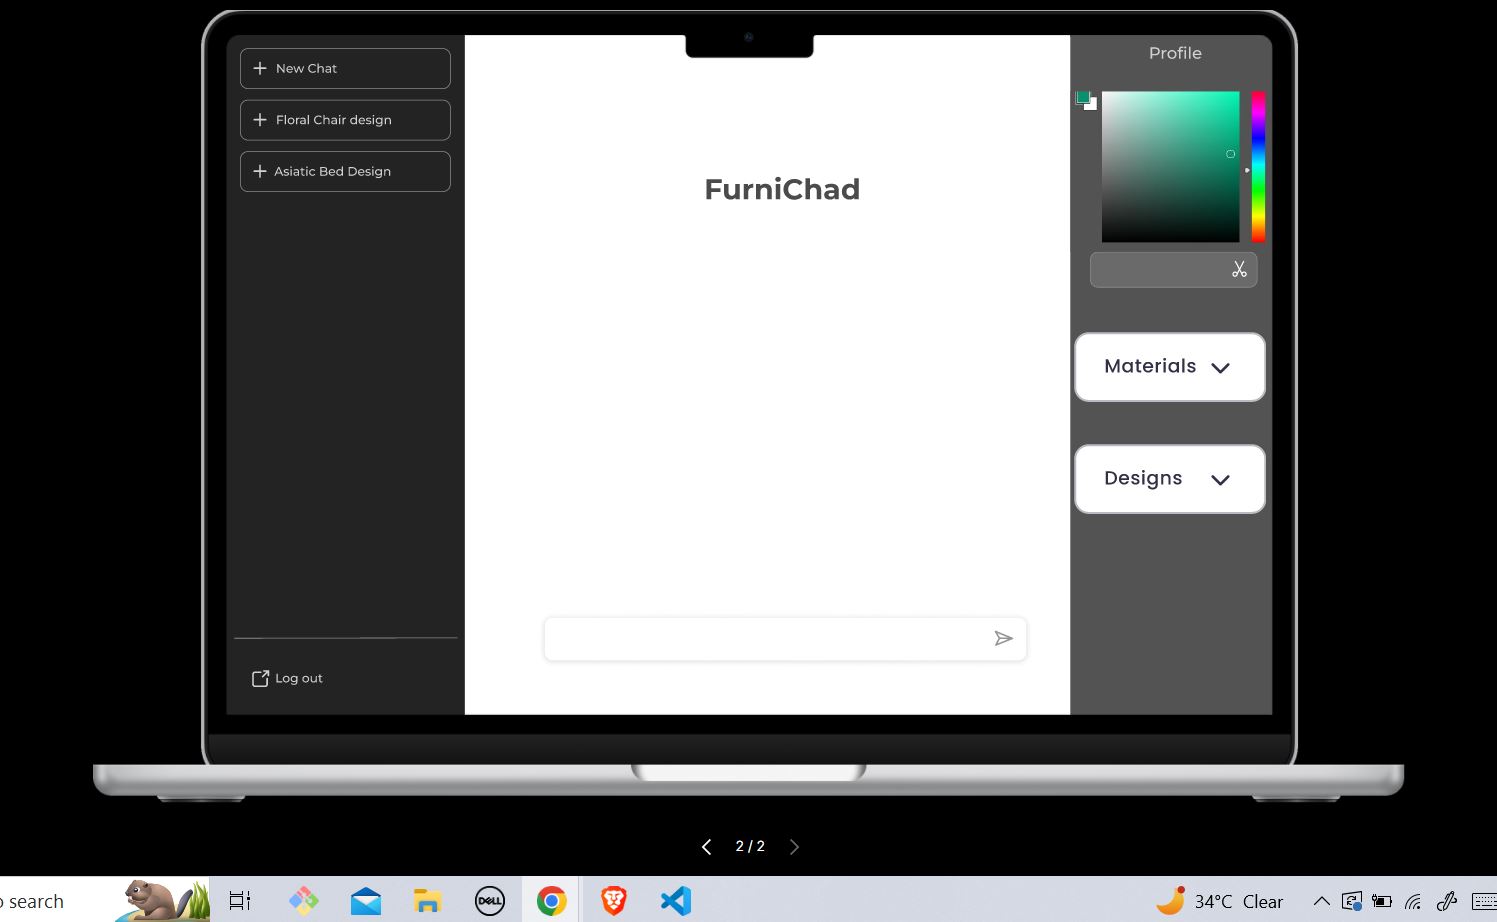 New Chat
Floral Chair design
Asiatic Bed Design
Log out
FurniChad
Profile
Materials
Designs
2 / 2
o search
DELL
34°C Clear